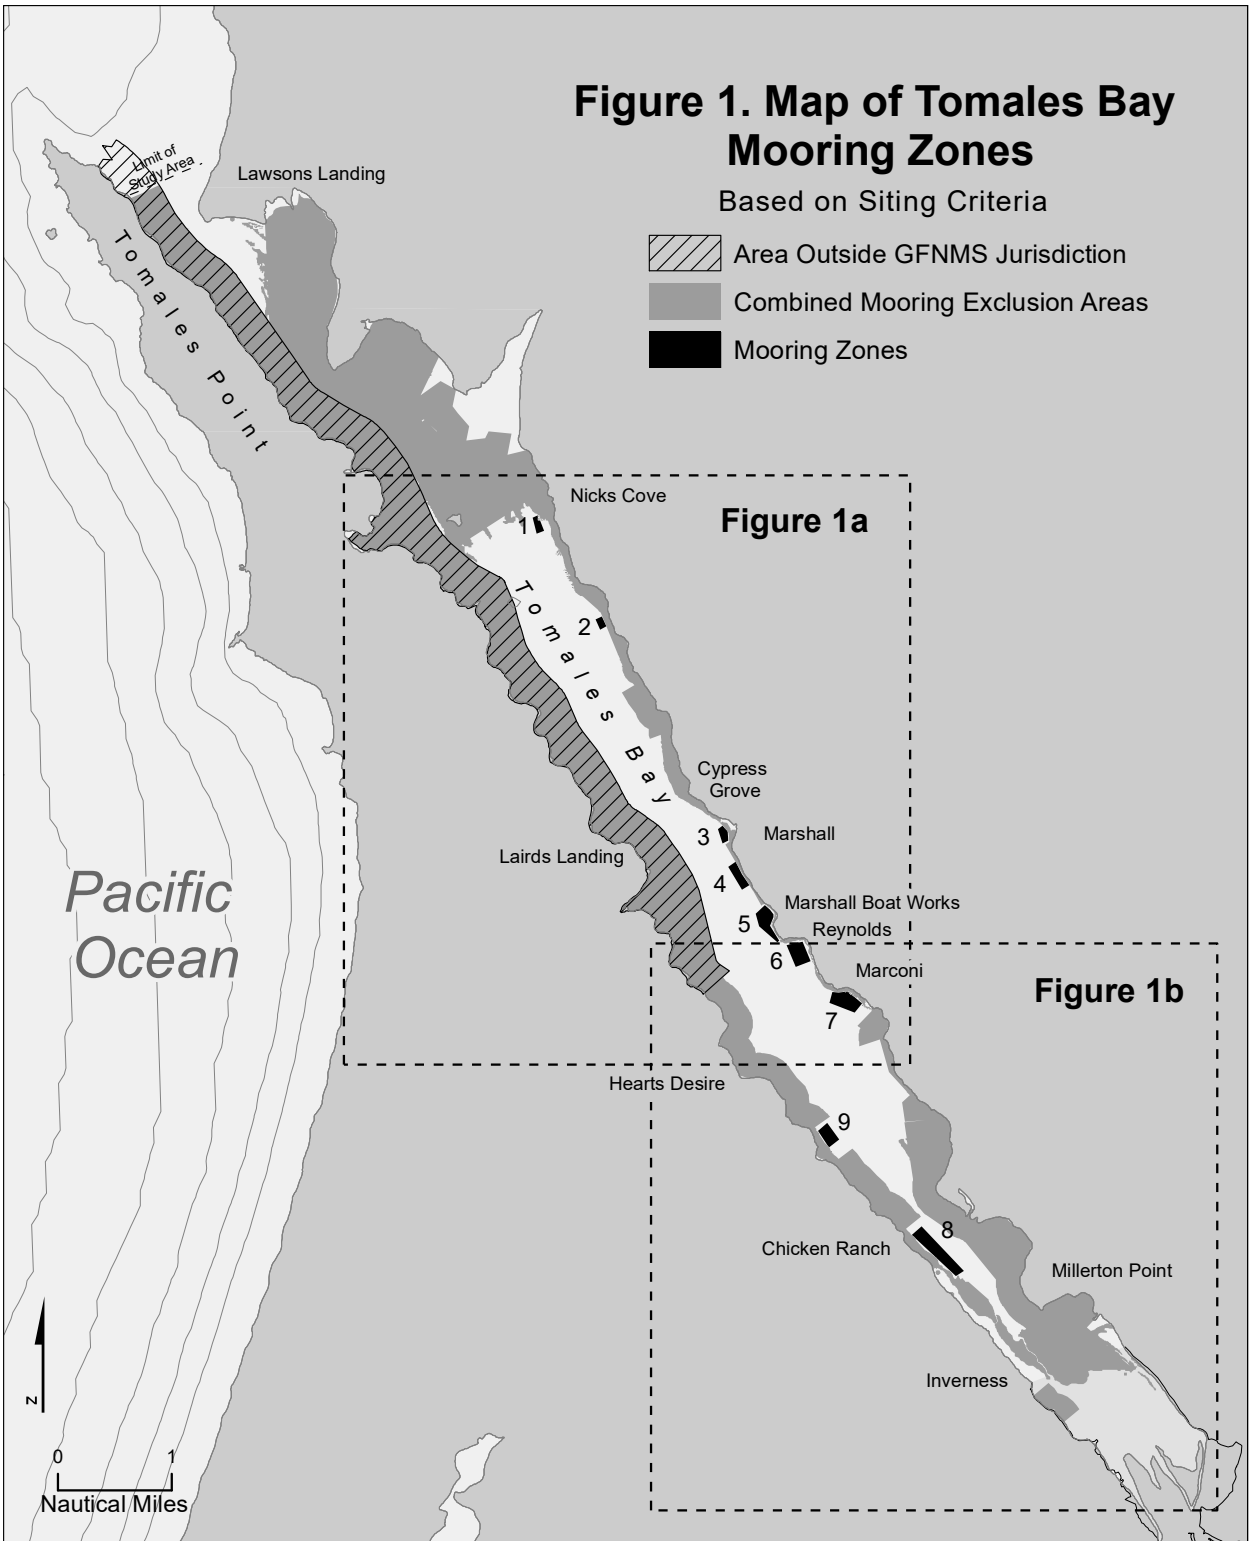 Figure 1. Map of Tomales Bay
Mooring Zones
Based on Siting Criteria
Area Outside GFNMS Jurisdiction
Combined Mooring Exclusion Areas
Mooring Zones
Limit of
Study Area
Lawsons Landing
Tomales Point
Nicks Cove
Figure 1a
1
Tomales Bay
2
Cypress
Grove
3
Marshall
Lairds Landing
4
Marshall Boat Works
5
Reynolds
6
Marconi
Pacific
Ocean
Figure 1b
7
Hearts Desire
9
8
Chicken Ranch
Millerton Point
Inverness
N
0 1
Nautical Miles